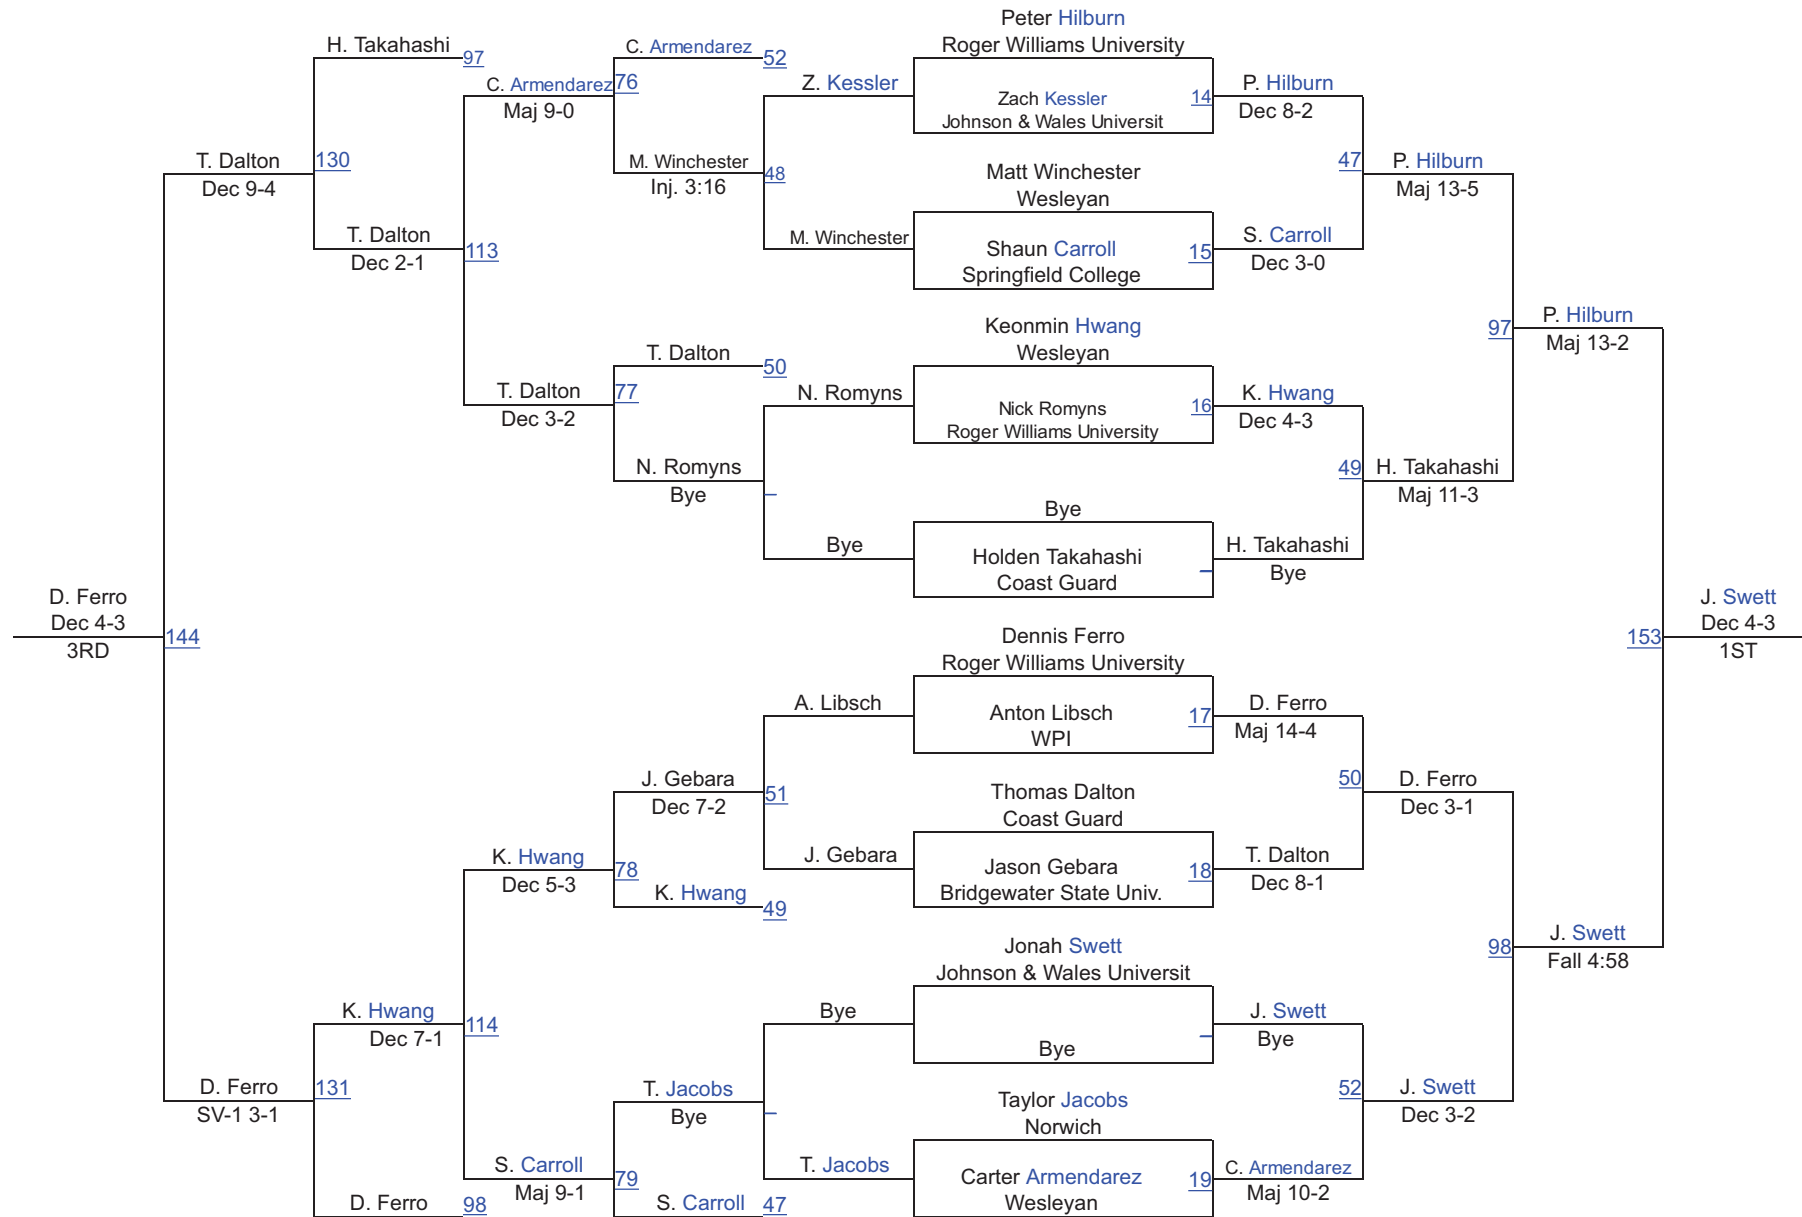 Peter Hilburn
H. Takahashi
97
C. Armendarez
52
Roger Williams University
C. Armendarez
76
Maj 9-0
Z. Kessler
Zach Kessler
Johnson & Wales Universit
14
P. Hilburn
Dec 8-2
T. Dalton
Dec 9-4
130
M. Winchester
Inj. 3:16
48
Matt Winchester
Wesleyan
47
P. Hilburn
Maj 13-5
T. Dalton
Dec 2-1
113
M. Winchester
Shaun Carroll
Springfield College
15
S. Carroll
Dec 3-0
Keonmin Hwang
Wesleyan
97
P. Hilburn
Maj 13-2
T. Dalton
50
T. Dalton
Dec 3-2
77
N. Romyns
Nick Romyns
Roger Williams University
16
K. Hwang
Dec 4-3
N. Romyns
Bye
49
H. Takahashi
Maj 11-3
Bye
Bye
Holden Takahashi
Coast Guard
H. Takahashi
Bye
D. Ferro
Dec 4-3
3RD
144
Dennis Ferro
Roger Williams University
153
J. Swett
Dec 4-3
1ST
A. Libsch
Anton Libsch
WPI
17
D. Ferro
Maj 14-4
J. Gebara
Dec 7-2
51
Thomas Dalton
Coast Guard
50
D. Ferro
Dec 3-1
K. Hwang
Dec 5-3
78
J. Gebara
Jason Gebara
Bridgewater State Univ.
18
T. Dalton
Dec 8-1
K. Hwang
49
Jonah Swett
Johnson & Wales Universit
98
J. Swett
Fall 4:58
K. Hwang
Dec 7-1
114
Bye
Bye
J. Swett
Bye
D. Ferro
SV-1 3-1
131
T. Jacobs
Bye
Taylor Jacobs
Norwich
52
J. Swett
Dec 3-2
S. Carroll
Maj 9-1
79
T. Jacobs
Carter Armendarez
Wesleyan
19
C. Armendarez
Maj 10-2
D. Ferro
98
S. Carroll
47